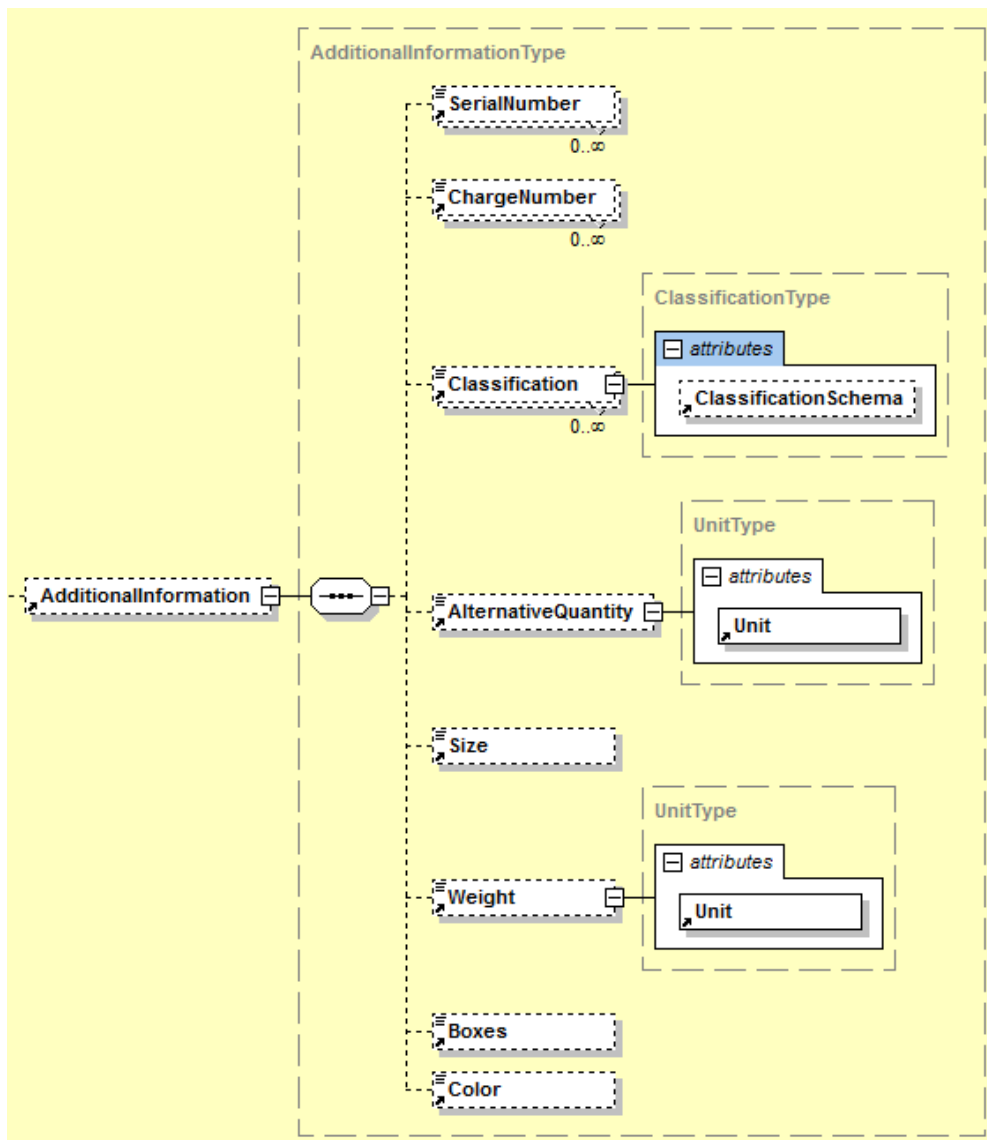 AdditionalInformationType
SerialNumber
0..∞
ChargeNumber
0..∞
ClassificationType
attributes
Classification
ClassificationSchema
0..∞
UnitType
attributes
AdditionalInformation
AlternativeQuantity
Unit
Size
UnitType
attributes
Weight
Unit
Boxes
Color